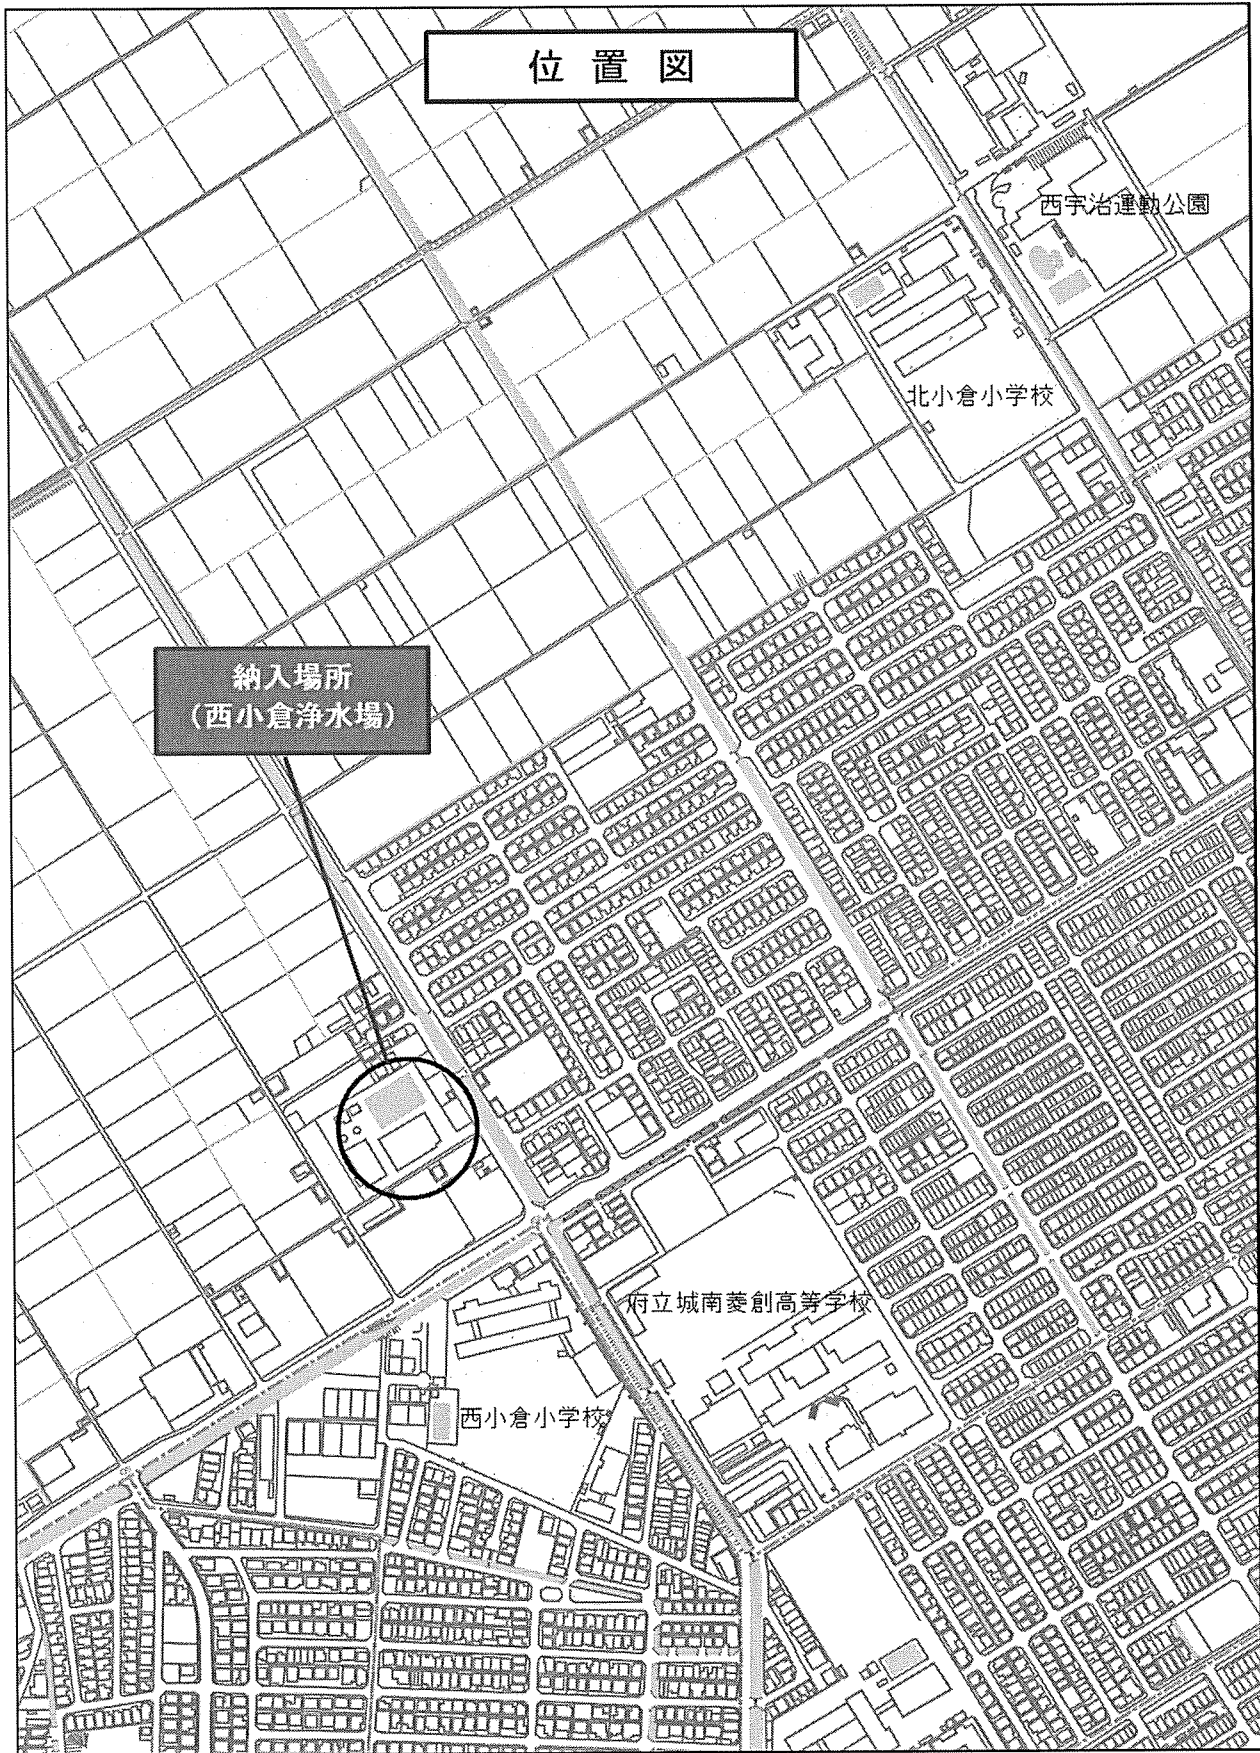 位置図
西宇治運動公園
北小倉小学校
納入場所
（西小倉浄水場）
府立城南菱創高等学校
西小倉小学校